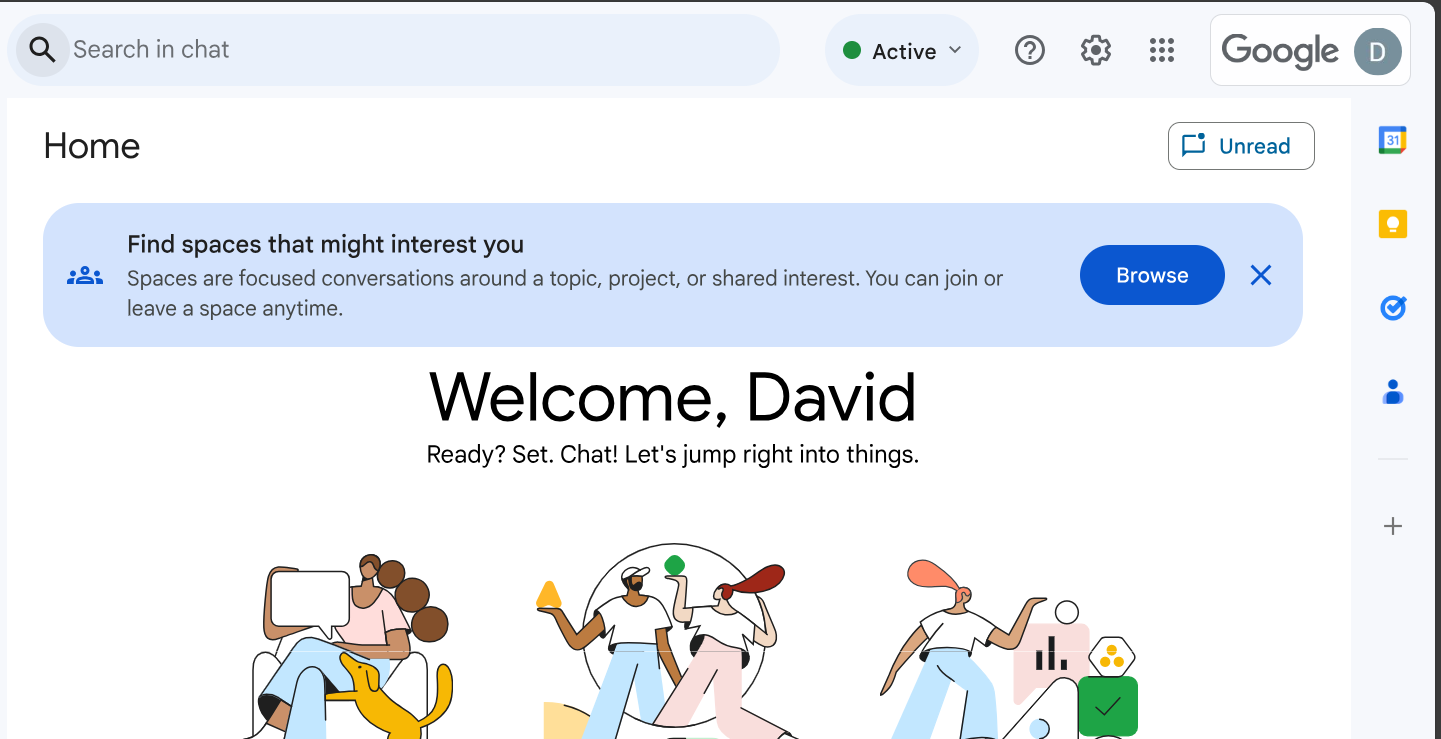 Search in chat
Active
Google
D
Home
Unread
31
Find spaces that might interest you
Spaces are focused conversations around a topic, project, or shared interest. You can join or
leave a space anytime.
Browse
Welcome, David
Ready? Set. Chat! Let's jump right into things.